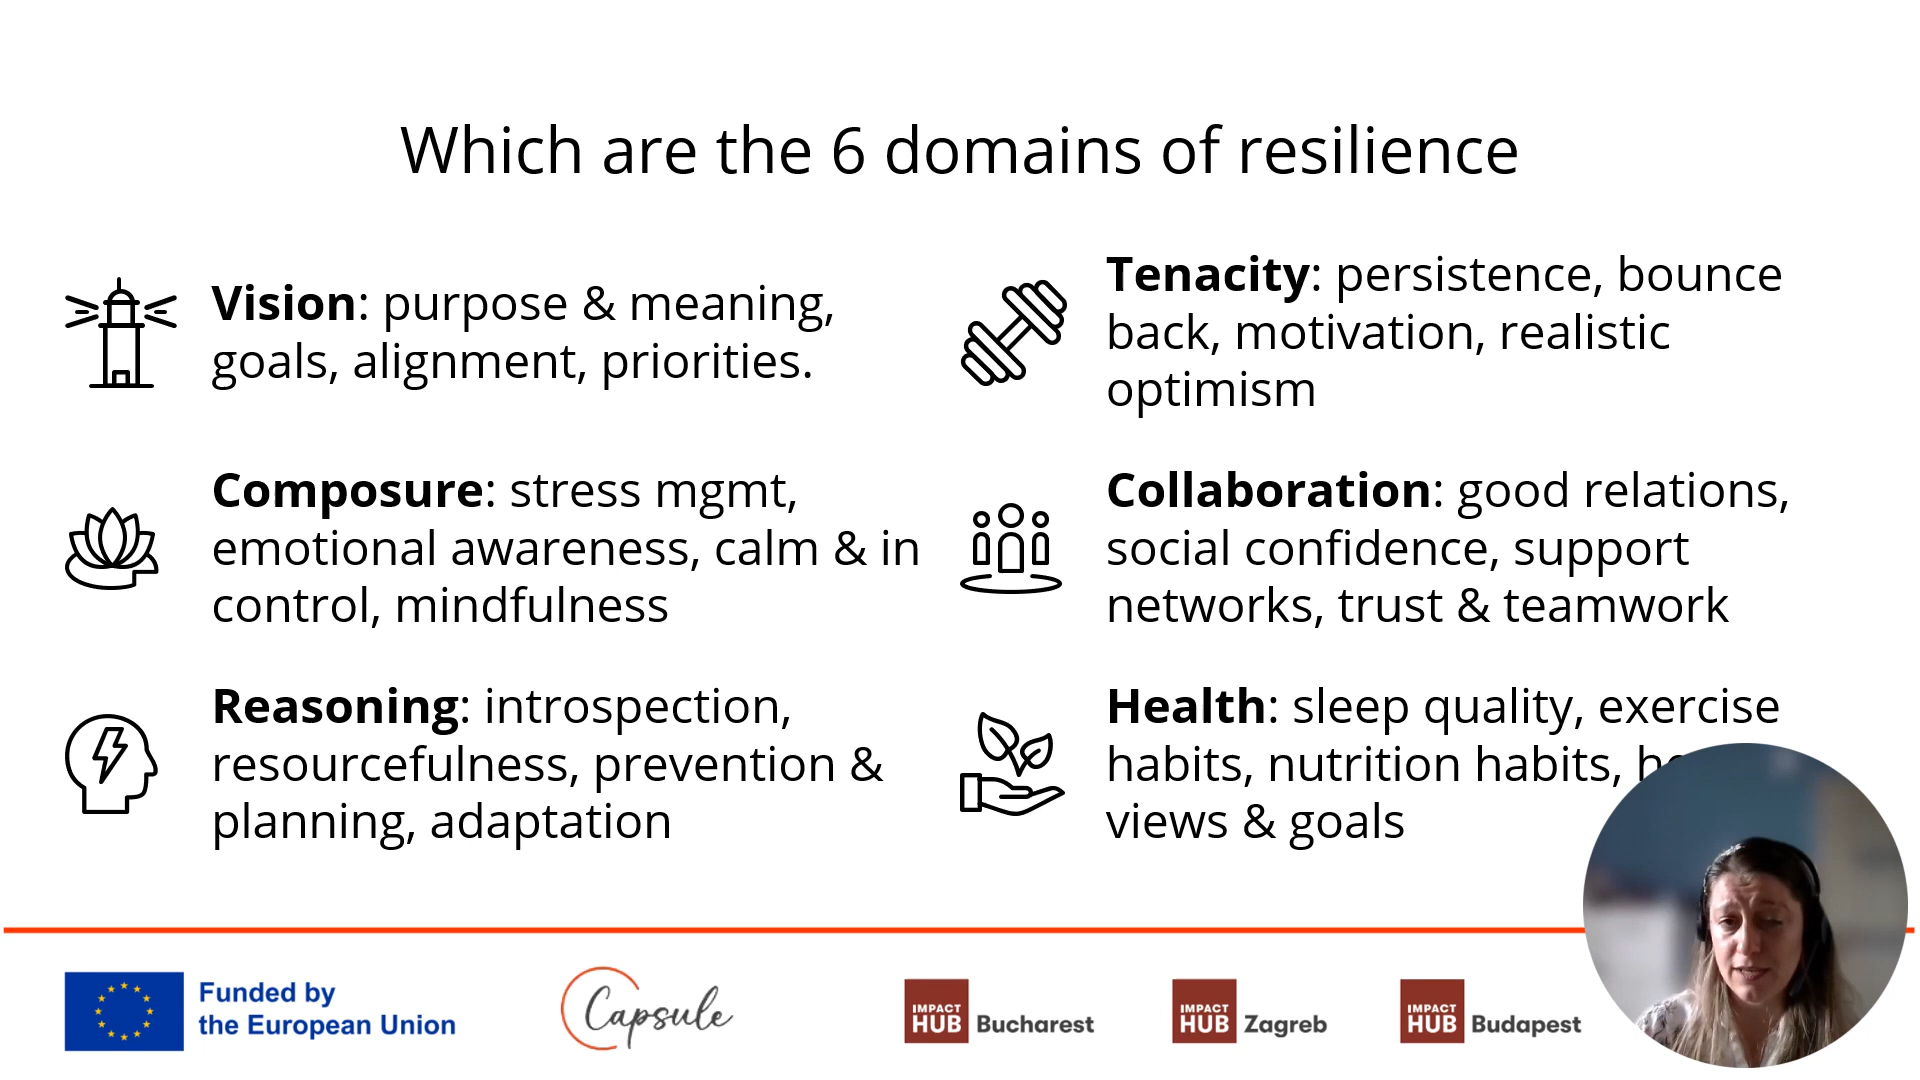 Which are the 6 domains of resilience
Vision: purpose & meaning,
goals, alignment, priorities.
Tenacity: persistence, bounce
back, motivation, realistic
optimism
Composure: stress mgmt,
emotional awareness, calm & in
control, mindfulness
Collaboration: good relations,
social confidence, support
networks, trust & teamwork
Reasoning: introspection,
resourcefulness, prevention &
planning, adaptation
Health: sleep quality, exercise
habits, nutrition habits,
views & goals
Funded by
the European Union
Capsule
IMPACT
HUB Bucharest
IMPACT
HUB Zagreb
IMPACT
HUB Budapest